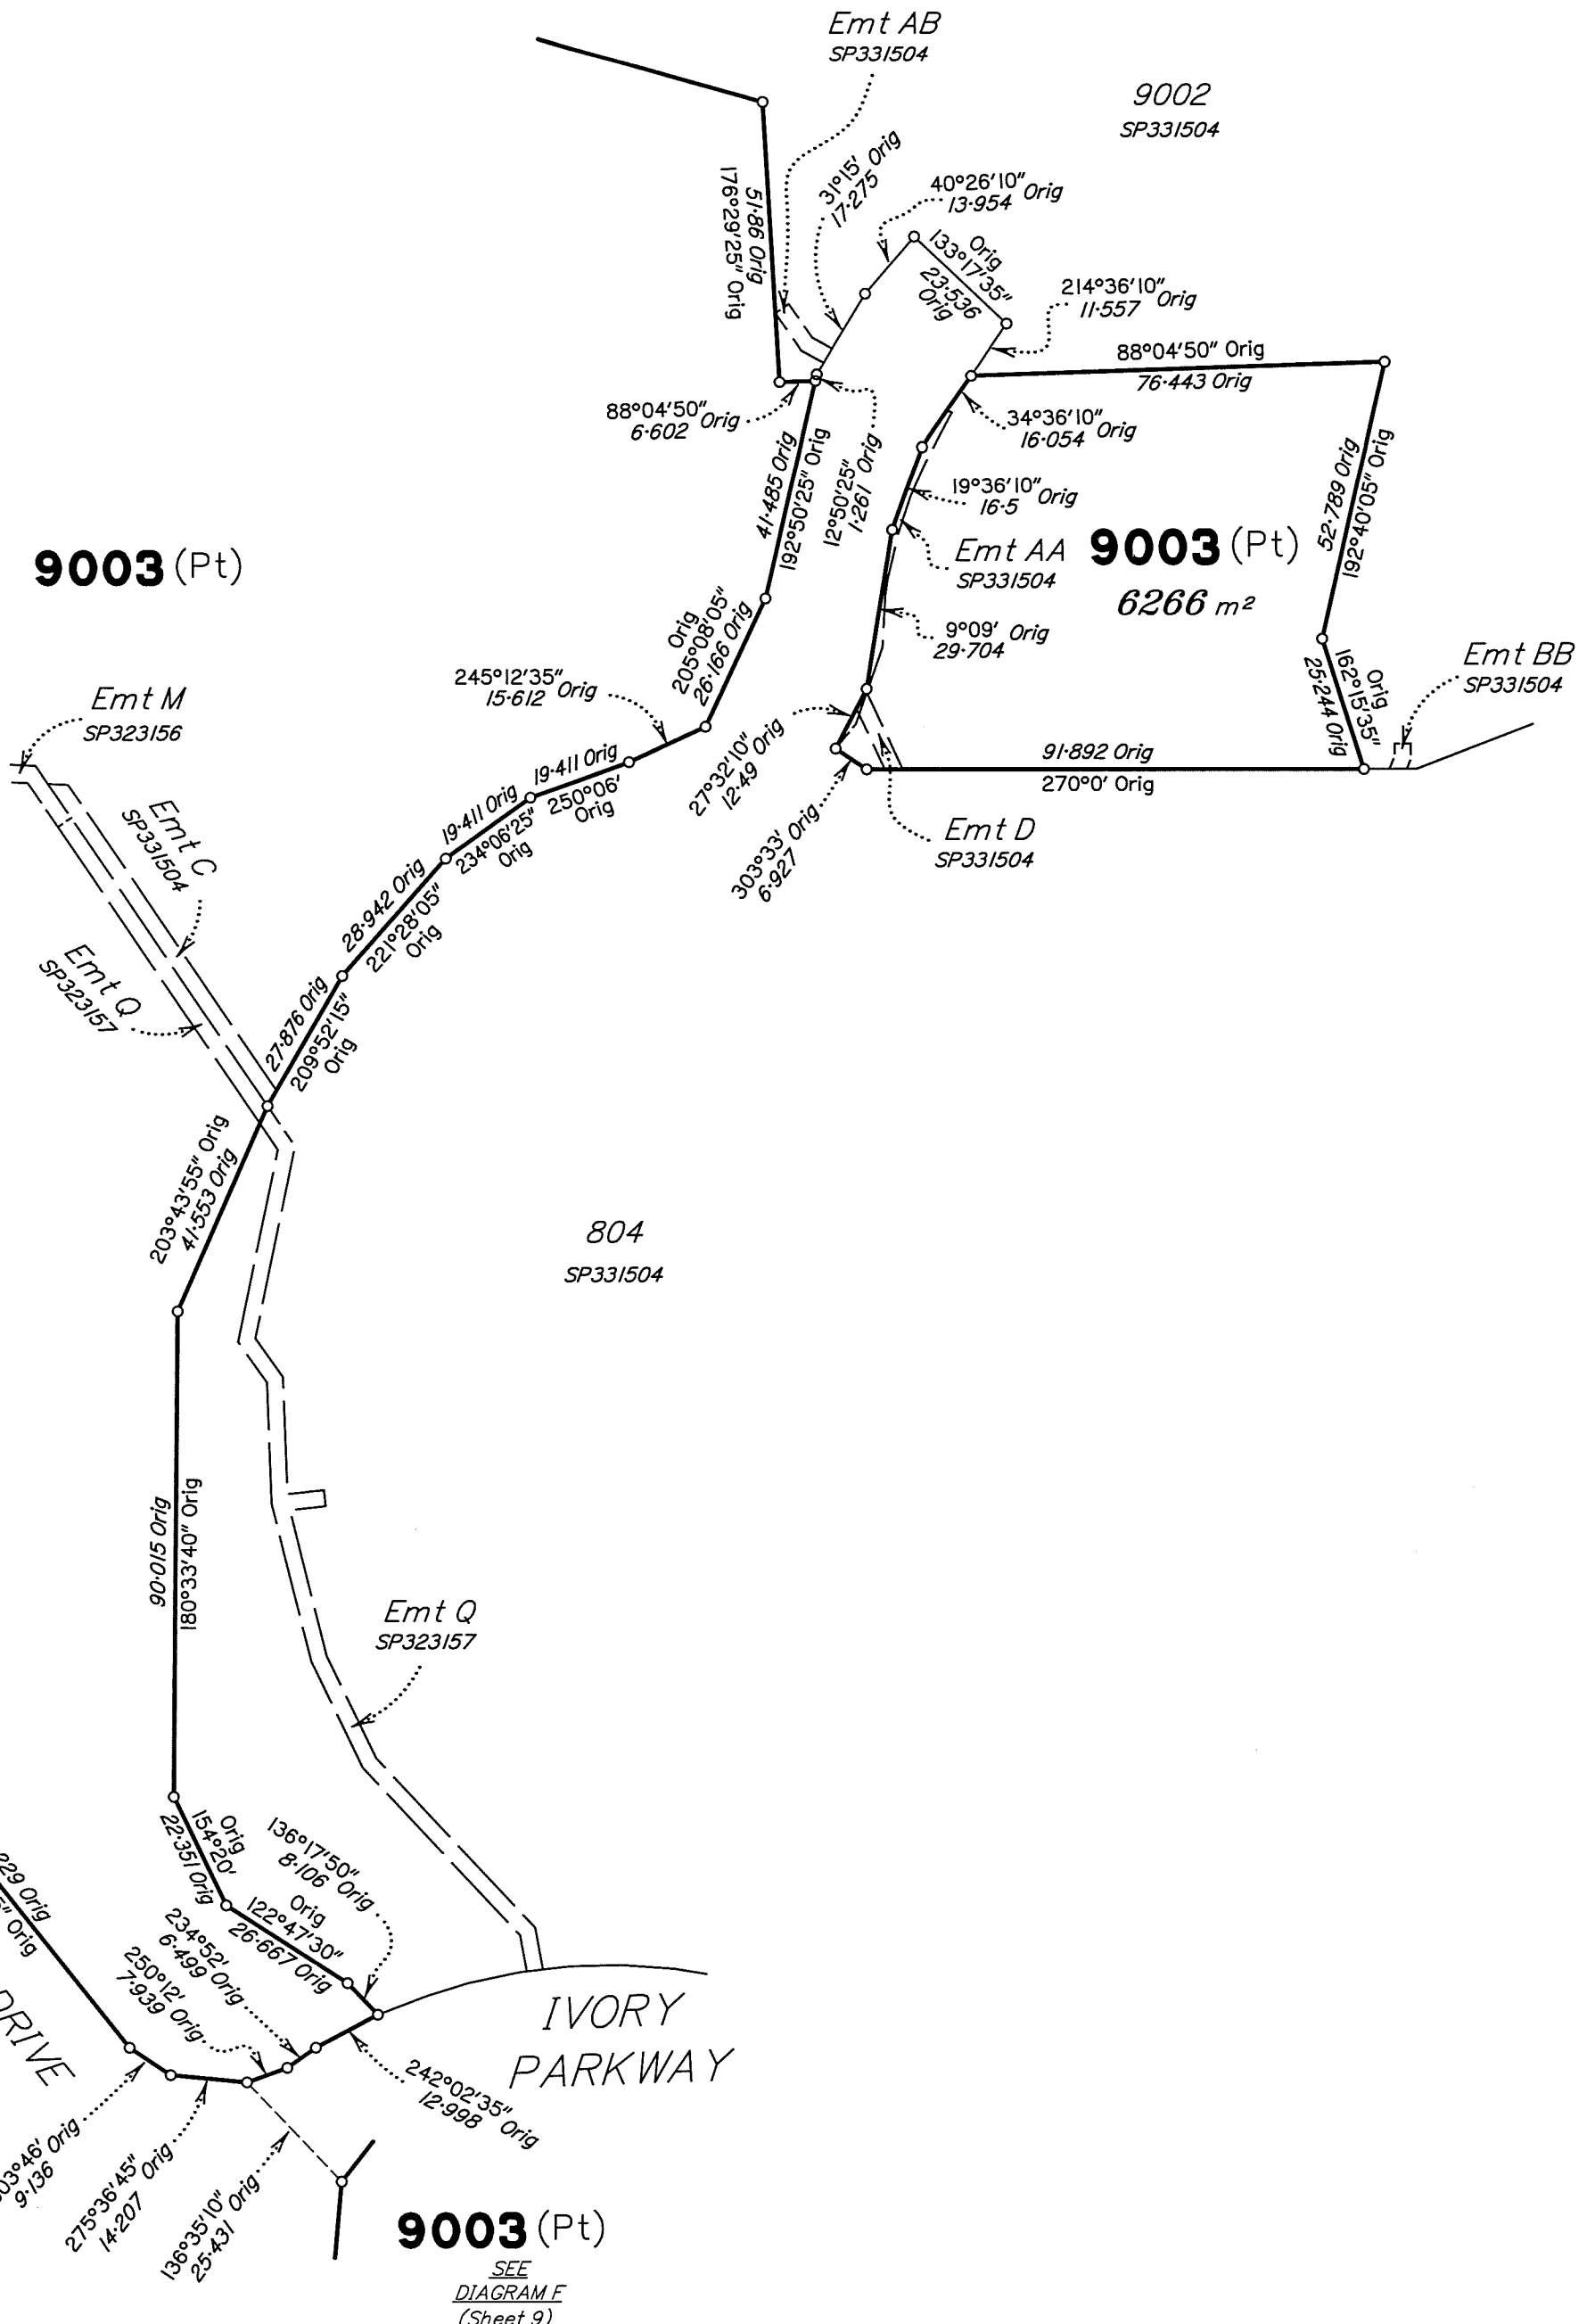 Emt AB
SP331504
9002
SP331504
51·86 Orig
176°29'25" Orig
31°15' Orig
17·275
40°26'10" Orig
13·954
Orig
133°17'35"
23·536
Orig
214°36'10" Orig
11·557
88°04'50" Orig
76·443 Orig
88°04'50" Orig
6·602
34°36'10" Orig
16·054
41·485 Orig
192°50'25" Orig
12°50'25" Orig
1·261
19°36'10" Orig
16·5
52·789 Orig
192°40'05" Orig
9003 (Pt)
Emt AA
SP331504
9003 (Pt)
6266 m²
Orig
205°08'05"
26·166 Orig
9°09' Orig
29·704
Orig
162°15'35"
25·244 Orig
Emt BB
SP331504
245°12'35" Orig
15·612
Emt M
SP323156
27°32'10" Orig
12·49
91·892 Orig
270°0' Orig
19·411 Orig
250°06'
Orig
19·411 Orig
234°06'25"
Orig
303°33' Orig
6·927
Emt D
SP331504
Emt C
SP331504
28·942 Orig
221°28'05"
Orig
Emt Q
SP323157
27·876 Orig
209°52'15"
Orig
203°43'55" Orig
41·553 Orig
804
SP331504
90·015 Orig
180°33'40" Orig
Emt Q
SP323157
Orig
154°20'
22·351 Orig
136°17'50" Orig
8·106
Orig
122°47'30"
26·667 Orig
229 Orig
5" Orig
234°52' Orig
6·499
250°12' Orig
7·939
DRIVE
IVORY
PARKWAY
242°02'35" Orig
12·998
03°46' Orig
9·136
275°36'45" Orig
14·207
136°35'10" Orig
25·431
9003 (Pt)
SEE
DIAGRAM F
(Sheet 9)